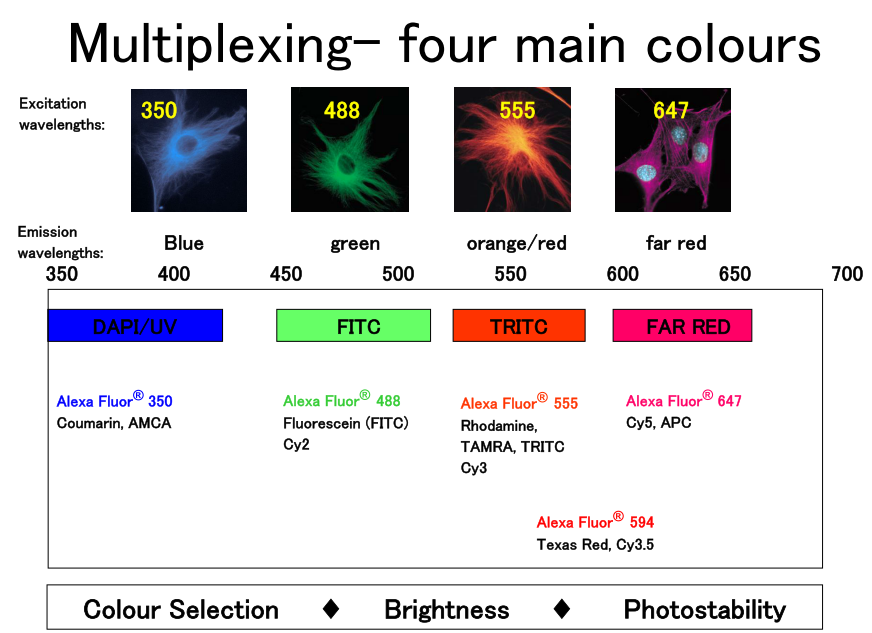 Multiplexing– four main colours
Excitation
wavelengths:
350
488
555
647
Emission
wavelengths:
Blue
green
orange/red
far red
350 400 450 500 550 600 650 700
DAPI/UV
FITC
TRITC
FAR RED
Alexa Fluor® 350
Coumarin, AMCA
Alexa Fluor® 488
Fluorescein (FITC)
Cy2
Alexa Fluor® 555
Rhodamine,
TAMRA, TRITC
Cy3
Alexa Fluor® 647
Cy5, APC
Alexa Fluor® 594
Texas Red, Cy3.5
Colour Selection ♦ Brightness ♦ Photostability